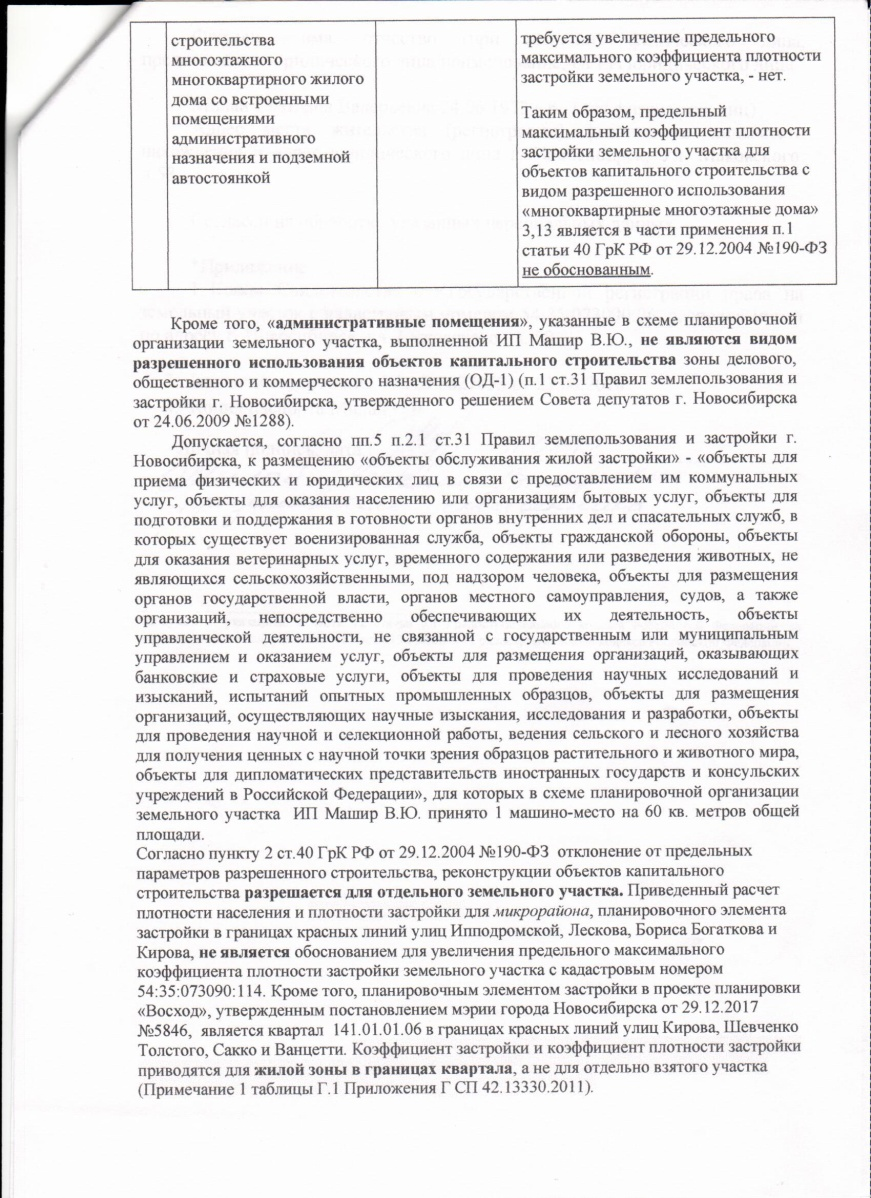 строительства
многоэтажного
многоквартирного жилого
дома со встроенными
помещениями
административного
назначения и подземной
автостоянкой
требуется увеличение предельного
максимального коэффициента плотности
застройки земельного участка, - нет.
Таким образом, предельный
максимальный коэффициент плотности
застройки земельного участка для
объектов капитального строительства с
видом разрешенного использования
«многоквартирные многоэтажные дома»
3,13 является в части применения п.1
статьи 40 ГрК РФ от 29.12.2004 №190-ФЗ
не обоснованным.
Кроме того, «административные помещения», указанные в схеме планировочной
организации земельного участка, выполненной ИП Машир В.Ю., не являются видом
разрешенного использования объектов капитального строительства зоны делового,
общественного и коммерческого назначения (ОД-1) (п.1 ст.31 Правил землепользования и
застройки г. Новосибирска, утвержденного решением Совета депутатов г. Новосибирска
от 24.06.2009 №1288).
Допускается, согласно пп.5 п.2.1 ст.31 Правил землепользования и застройки г.
Новосибирска, к размещению «объекты обслуживания жилой застройки» - «объекты для
приема физических и юридических лиц в связи с предоставлением им коммунальных
услуг, объекты для оказания населению или организациям бытовых услуг, объекты для
подготовки и поддержания в готовности органов внутренних дел и спасательных служб, в
которых существует военизированная служба, объекты гражданской обороны, объекты
для оказания ветеринарных услуг, временного содержания или разведения животных, не
являющихся сельскохозяйственными, под надзором человека, объекты для размещения
органов государственной власти, органов местного самоуправления, судов, а также
организаций, непосредственно обеспечивающих их деятельность, объекты
управленческой деятельности, не связанной с государственным или муниципальным
управлением и оказанием услуг, объекты для размещения организаций, оказывающих
банковские и страховые услуги, объекты для проведения научных исследований и
изысканий, испытаний опытных промышленных образцов, объекты для размещения
организаций, осуществляющих научные изыскания, исследования и разработки, объекты
для проведения научной и селекционной работы, ведения сельского и лесного хозяйства
для получения ценных с научной точки зрения образцов растительного и животного мира,
объекты для дипломатических представительств иностранных государств и консульских
учреждений в Российской Федерации», для которых в схеме планировочной организации
земельного участка ИП Машир В.Ю. принято 1 машино-место на 60 кв. метров общей
площади.
Согласно пункту 2 ст.40 ГрК РФ от 29.12.2004 №190-ФЗ отклонение от предельных
параметров разрешенного строительства, реконструкции объектов капитального
строительства разрешается для отдельного земельного участка. Приведенный расчет
плотности населения и плотности застройки для микрорайона, планировочного элемента
застройки в границах красных линий улиц Ипподромской, Лескова, Бориса Богаткова и
Кирова, не является обоснованием для увеличения предельного максимального
коэффициента плотности застройки земельного участка с кадастровым номером
54:35:073090:114. Кроме того, планировочным элементом застройки в проекте планировки
«Восход», утвержденным постановлением мэрии города Новосибирска от 29.12.2017
№5846, является квартал 141.01.01.06 в границах красных линий улиц Кирова, Шевченко
Толстого, Сакко и Ванцетти. Коэффициент застройки и коэффициент плотности застройки
приводятся для жилой зоны в границах квартала, а не для отдельно взятого участка
(Примечание 1 таблицы Г.1 Приложения Г СП 42.13330.2011).